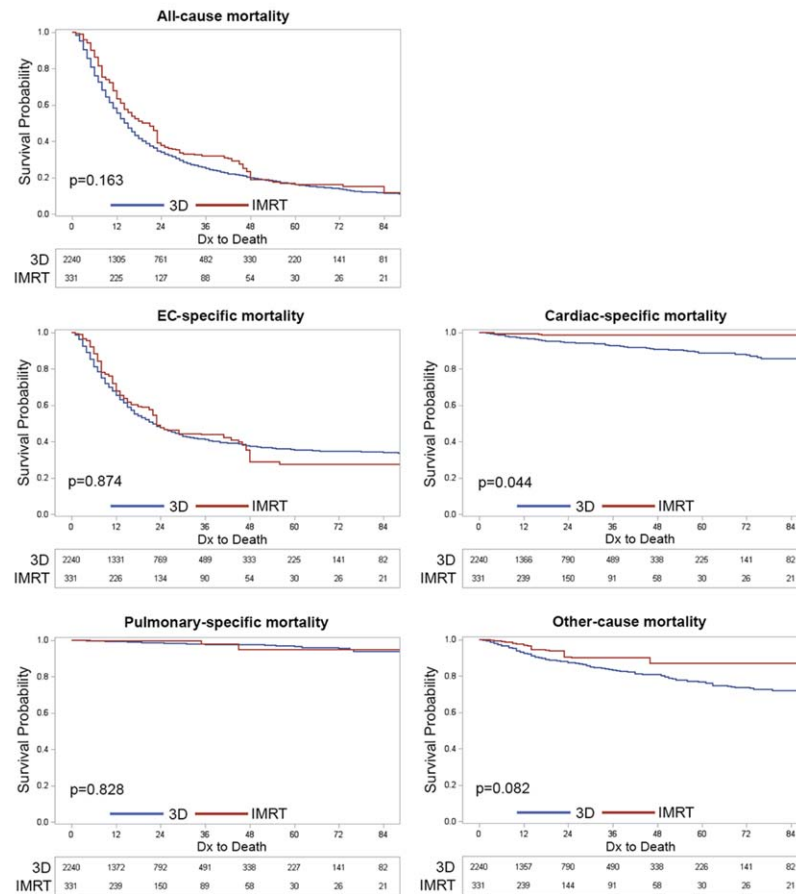 All-cause mortality
Survival Probability
1.0
0.8
0.6
0.4
0.2
0.0
p=0.163
3D IMRT
0 12 24 36 48 60 72 84
Dx to Death
3D 2240 1305 761 482 330 220 141 81
IMRT 331 225 127 88 54 30 26 21
EC-specific mortality
Survival Probability
1.0
0.8
0.6
0.4
0.2
0.0
p=0.874
3D IMRT
0 12 24 36 48 60 72 84
Dx to Death
3D 2240 1331 769 489 333 225 141 82
IMRT 331 226 134 90 54 30 26 21
Cardiac-specific mortality
Survival Probability
1.0
0.8
0.6
0.4
0.2
0.0
p=0.044
3D IMRT
0 12 24 36 48 60 72 84
Dx to Death
3D 2240 1366 790 489 338 225 141 82
IMRT 331 239 150 91 58 30 26 21
Pulmonary-specific mortality
Survival Probability
1.0
0.8
0.6
0.4
0.2
0.0
p=0.828
3D IMRT
0 12 24 36 48 60 72 84
Dx to Death
3D 2240 1372 792 491 338 227 141 82
IMRT 331 239 150 89 58 30 26 21
Other-cause mortality
Survival Probability
1.0
0.8
0.6
0.4
0.2
0.0
p=0.082
3D IMRT
0 12 24 36 48 60 72 84
Dx to Death
3D 2240 1357 790 490 338 226 141 82
IMRT 331 239 144 91 58 30 26 21